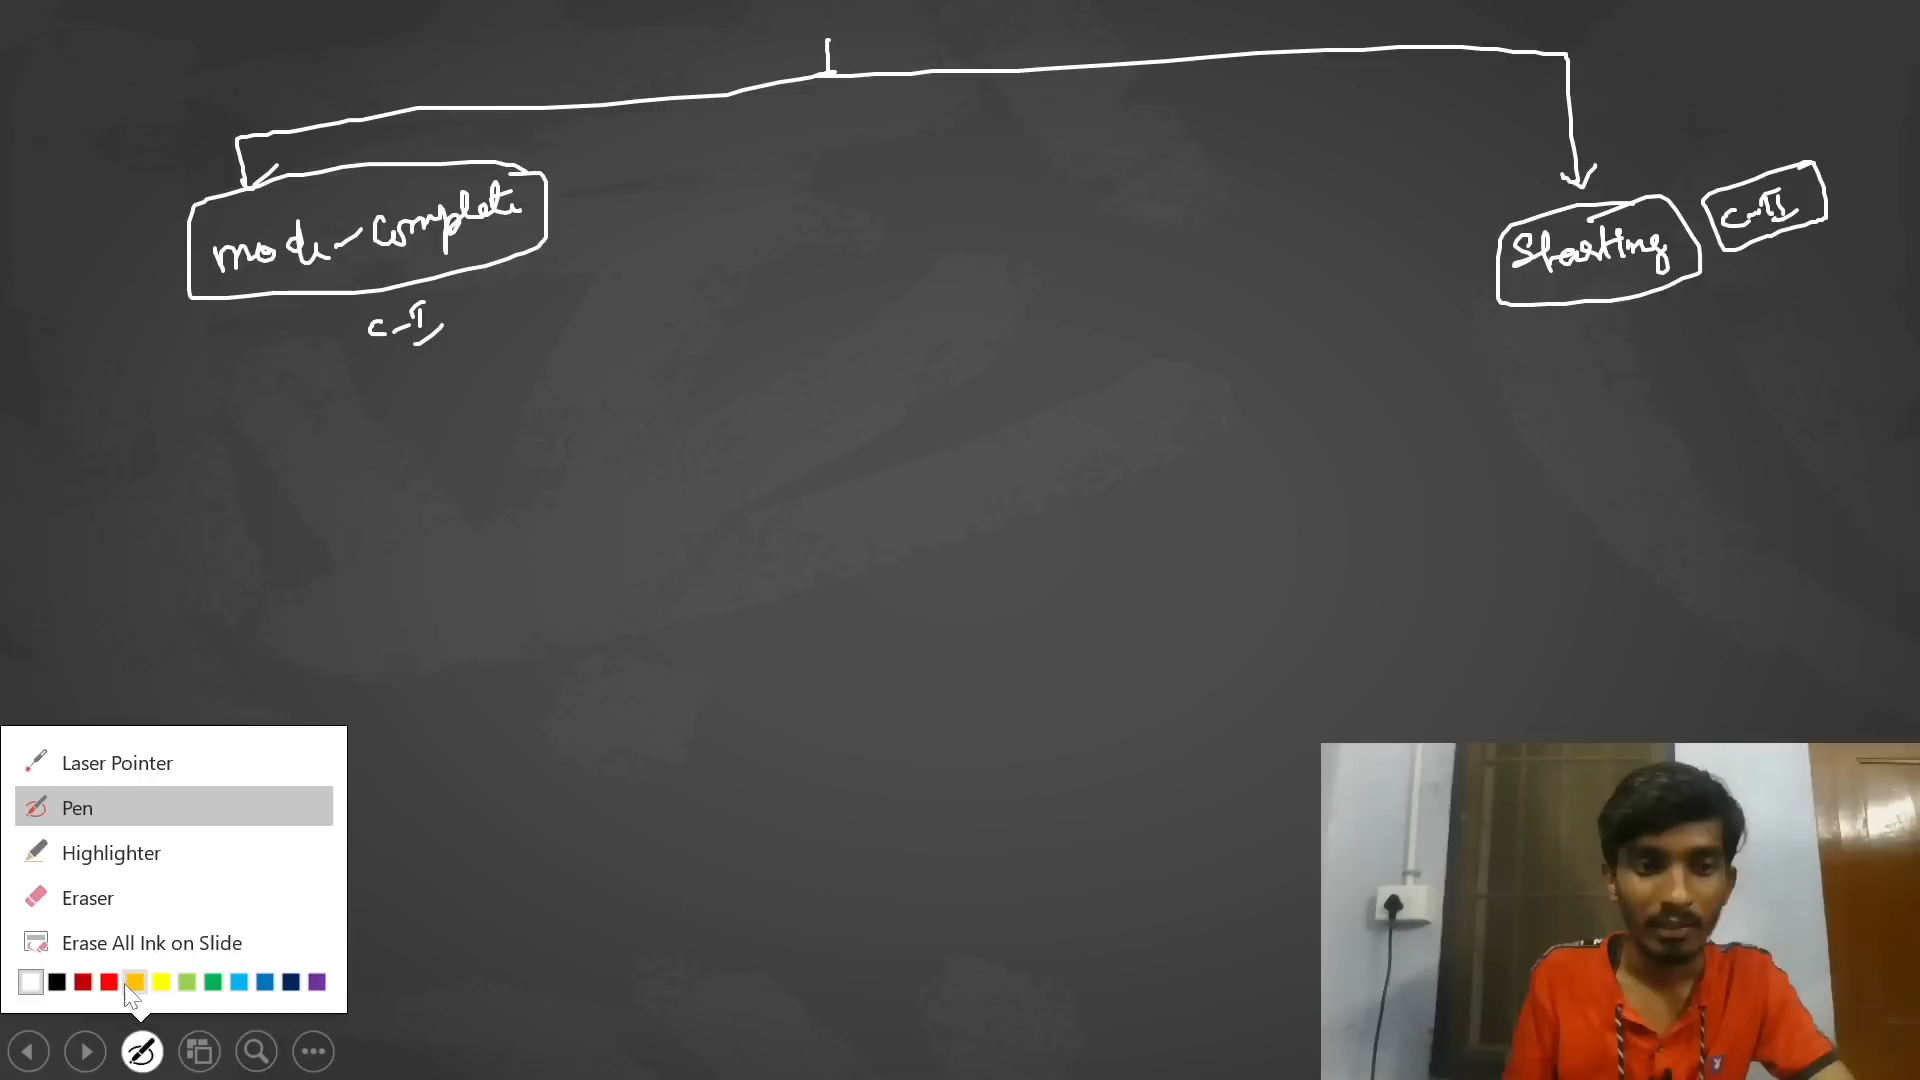 mode-complete
C-I
Starting
C-II
Laser Pointer
Pen
Highlighter
Eraser
Erase All Ink on Slide